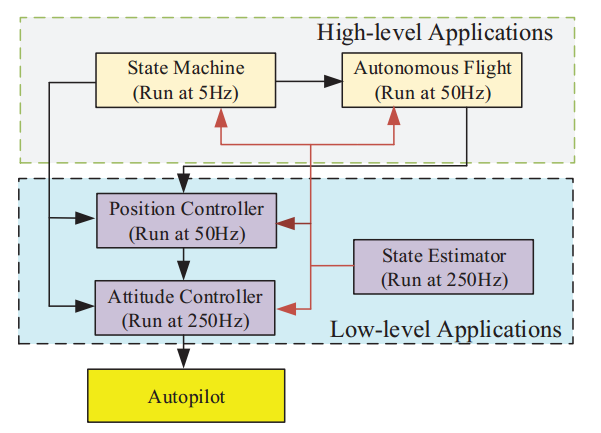 High-level Applications
State Machine
(Run at 5Hz)
Autonomous Flight
(Run at 50Hz)
Position Controller
(Run at 50Hz)
State Estimator
(Run at 250Hz)
Attitude Controller
(Run at 250Hz)
Low-level Applications
Autopilot